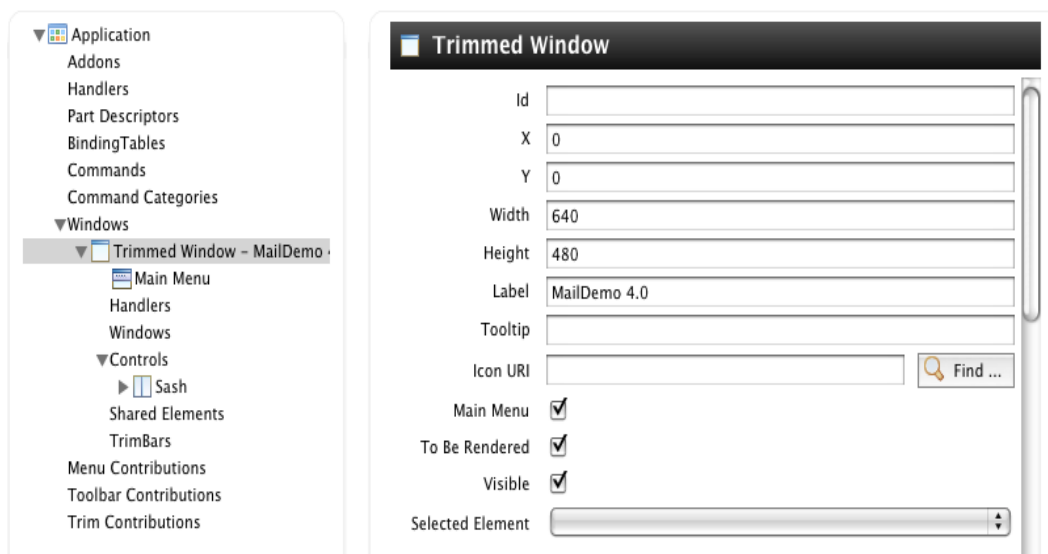 Application
Addons
Handlers
Part Descriptors
BindingTables
Commands
Command Categories
Windows
Trimmed Window – MailDemo
Main Menu
Handlers
Windows
Controls
Sash
Shared Elements
TrimBars
Menu Contributions
Toolbar Contributions
Trim Contributions
Trimmed Window
Id
X 0
Y 0
Width 640
Height 480
Label MailDemo 4.0
Tooltip
Icon URI Find ...
Main Menu
To Be Rendered
Visible
Selected Element